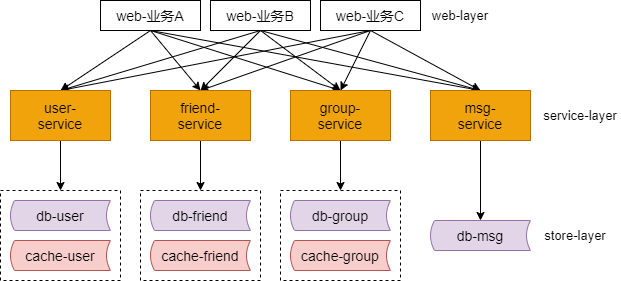 web-业务A
web-业务B
web-业务C
web-layer
user-
service
friend-
service
group-
service
msg-
service
service-layer
db-user
db-friend
db-group
db-msg
store-layer
cache-user
cache-friend
cache-group